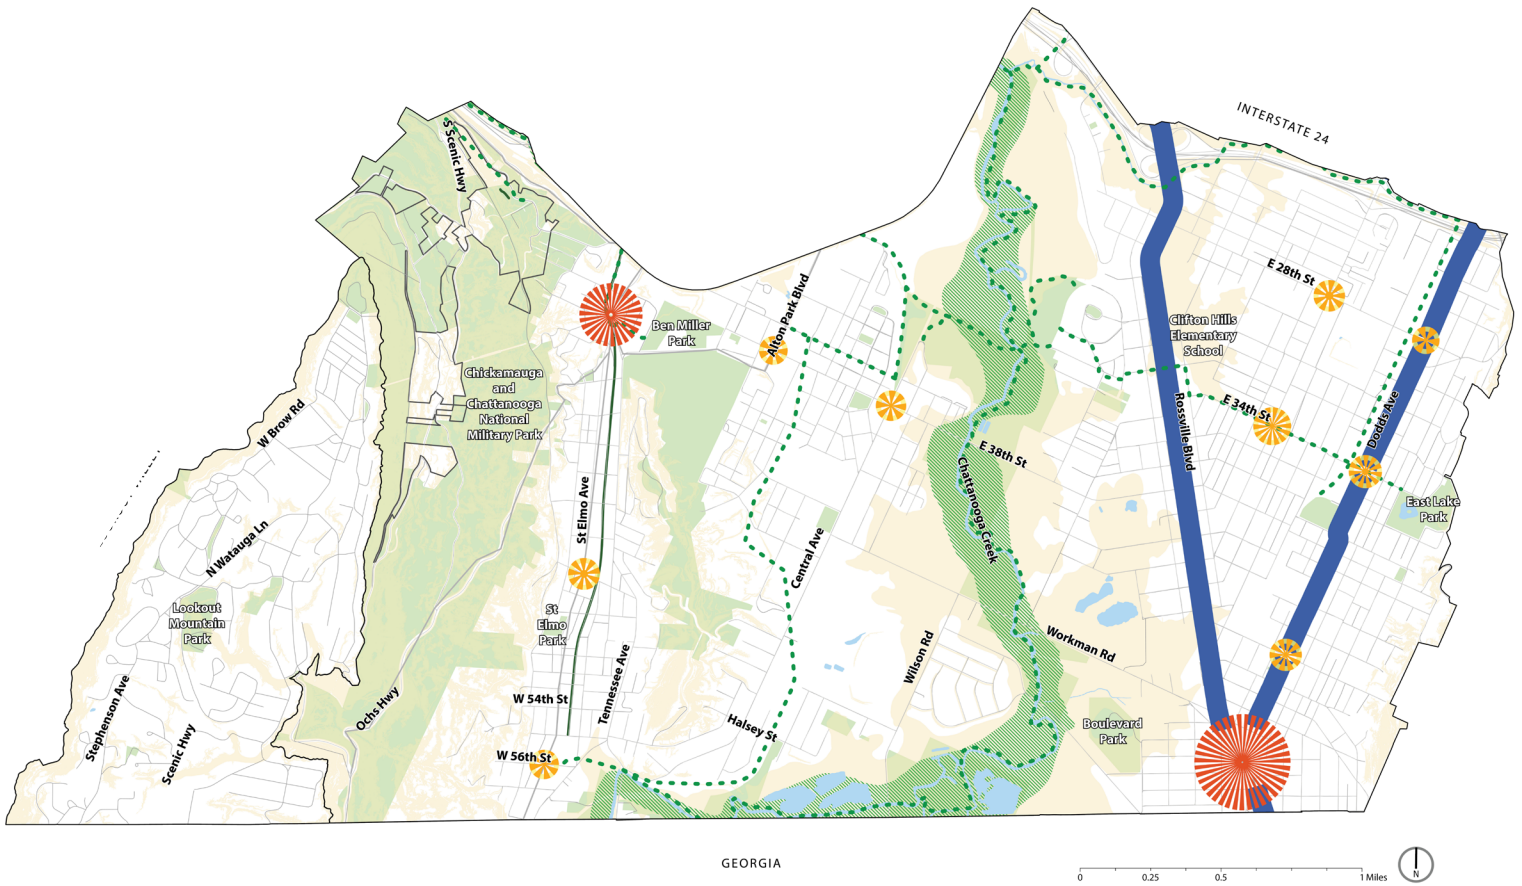 INTERSTATE 24
S Scenic Hwy
E 28th St
Alton Park Blvd
Ben Miller
Park
Clifton Hills
Elementary
School
Chickamauga
and
Chattanooga
National
Military Park
W Brow Rd
E 34th St
Dodds Ave
Rossville Blvd
E 38th St
Chattanooga Creek
East Lake
Park
St Elmo Ave
N Watauga Ln
Central Ave
Lookout
Mountain
Park
St
Elmo
Park
Workman Rd
Wilson Rd
Tennessee Ave
Ochs Hwy
W 54th St
Stephenson Ave
Scenic Hwy
Halsey St
Boulevard
Park
W 56th St
GEORGIA
0 0.25 0.5 1 Miles
N